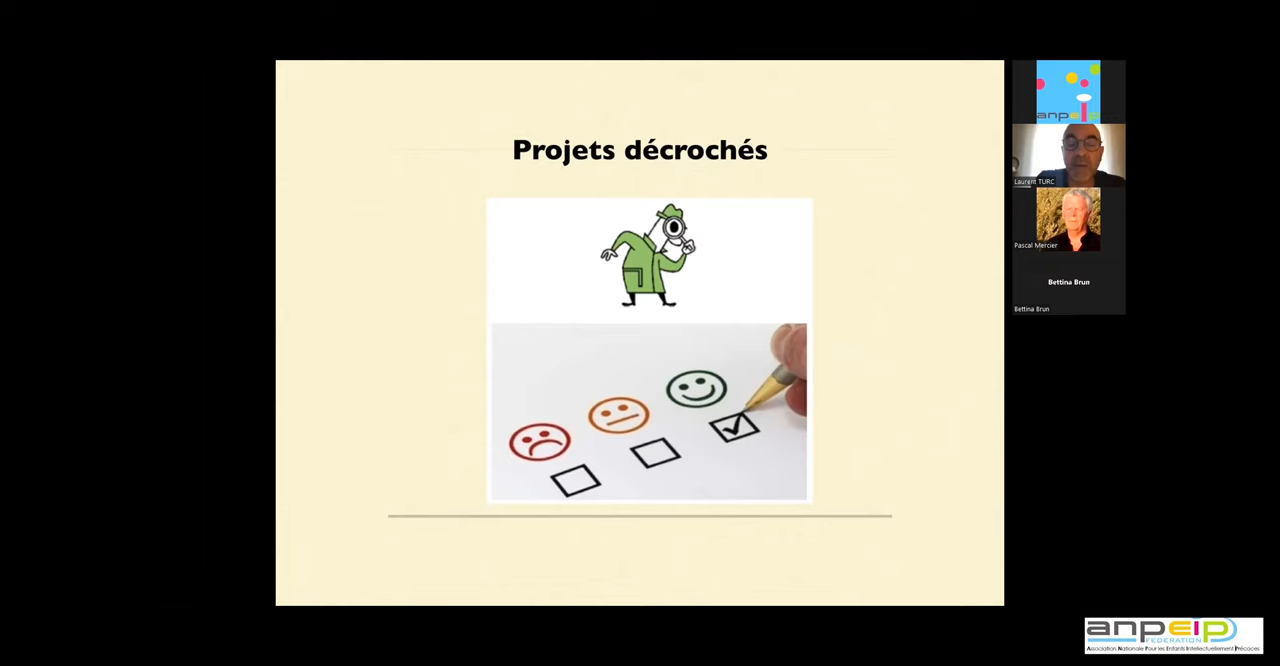 Projets décrochés
anpeip
Laurent TURC
Pascal Mercier
Bettina Brun
Bettina Brun
anpeip
FEDERATION
Association Nationale Pour les Enfants Intellectuellement Précoces